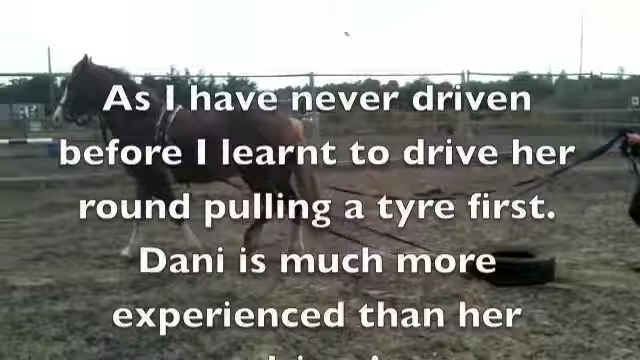 As I have never driven
before I learnt to drive her
round pulling a tyre first.
Dani is much more
experienced than her